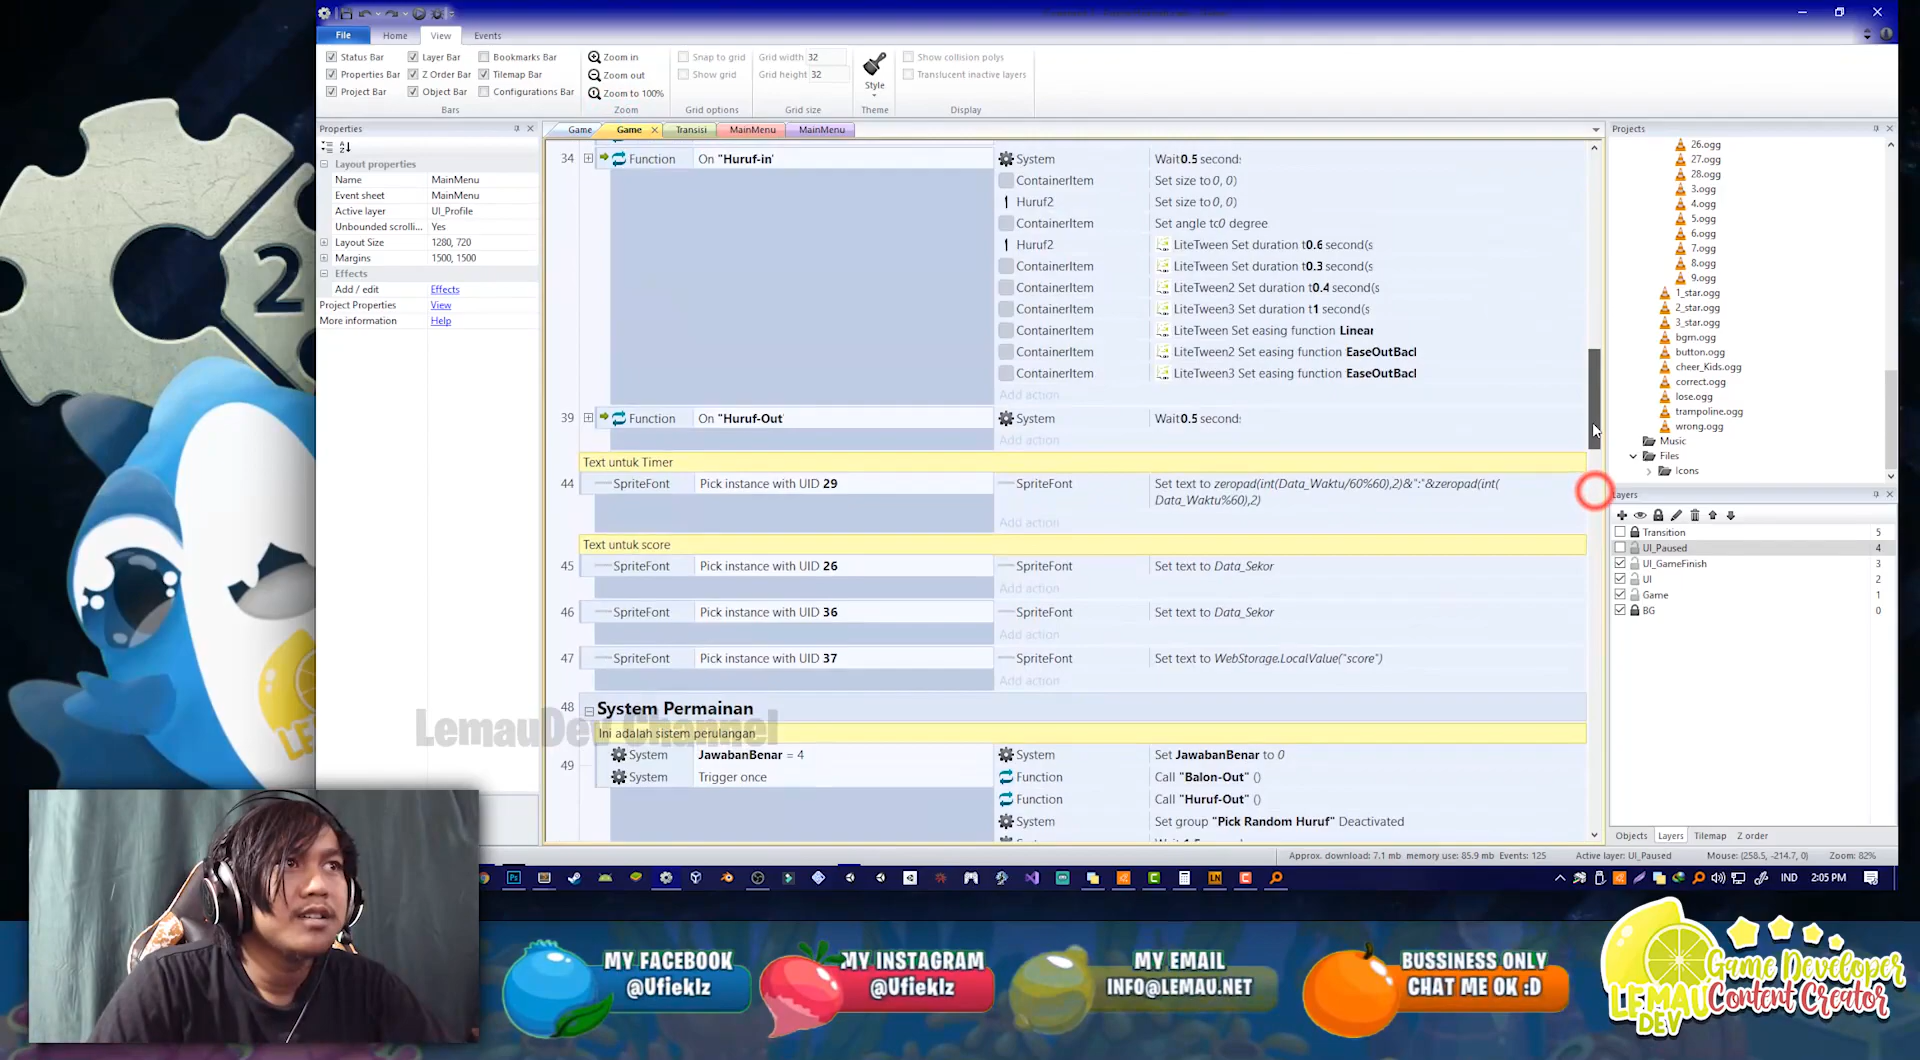 File
Home
View
Events
Status Bar
Layer Bar
Bookmarks Bar
Properties Bar
Z Order Bar
Tilemap Bar
Project Bar
Object Bar
Configurations Bar
Bars
Zoom in
Zoom out
Zoom to 100%
Zoom
Snap to grid
Show grid
Grid options
Grid width 32
Grid height 32
Grid size
Style
Theme
Show collision polys
Translucent inactive layers
Display
Properties
Layout properties
Name MainMenu
Event sheet MainMenu
Active layer UI_Profile
Unbounded scrolli... Yes
Layout Size 1280, 720
Margins 1500, 1500
Effects
Add / edit Effects
Project Properties View
More information Help
Game
Game
Transisi
MainMenu
MainMenu
34 Function On "Huruf-in"
System Wait 0.5 second:
ContainerItem Set size to 0, 0)
Huruf2 Set size to 0, 0)
ContainerItem Set angle to 0 degree
Huruf2 LiteTween Set duration t 0.6 second(s
ContainerItem LiteTween Set duration t 0.3 second(s
ContainerItem LiteTween2 Set duration t 0.4 second(s
ContainerItem LiteTween3 Set duration t 1 second(s
ContainerItem LiteTween Set easing function Linear
ContainerItem LiteTween2 Set easing function EaseOutBacl
ContainerItem LiteTween3 Set easing function EaseOutBacl
Add action
39 Function On "Huruf-Out
System Wait 0.5 second:
Add action
Text untuk Timer
44 SpriteFont Pick instance with UID 29
SpriteFont Set text to zeropad(int(Data_Waktu/60%60),2)&":"&zeropad(int(
Data_Waktu%60),2)
Add action
Text untuk score
45 SpriteFont Pick instance with UID 26
SpriteFont Set text to Data_Sekor
Add action
46 SpriteFont Pick instance with UID 36
SpriteFont Set text to Data_Sekor
Add action
47 SpriteFont Pick instance with UID 37
SpriteFont Set text to WebStorage.LocalValue("score")
Add action
48 System Permainan
Ini adalah sistem perulangan
49 System JawabanBenar = 4
System Trigger once
System Set JawabanBenar to 0
Function Call "Balon-Out" ()
Function Call "Huruf-Out" ()
System Set group "Pick Random Huruf" Deactivated
LemauDev Channel
Projects
26.ogg
27.ogg
28.ogg
3.ogg
4.ogg
5.ogg
6.ogg
7.ogg
8.ogg
9.ogg
1_star.ogg
2_star.ogg
3_star.ogg
bgm.ogg
button.ogg
cheer_Kids.ogg
correct.ogg
lose.ogg
trampoline.ogg
wrong.ogg
Music
Files
Icons
Layers
Transition 5
UI_Paused 4
UI_GameFinish 3
UI 2
Game 1
BG 0
Objects
Layers
Tilemap
Z order
Approx. download: 7.1 mb memory use: 85.9 mb Events: 125
Active layer: UI_Paused
Mouse: (258.5, -214.7, 0)
Zoom: 82%
IND
2:05 PM
2
MY FACEBOOK
@Ufieklz
MY INSTAGRAM
@Ufieklz
MY EMAIL
INFO@LEMAU.NET
BUSSINESS ONLY
CHAT ME OK :D
LEMAU
DEV
Game Developer
Content Creator